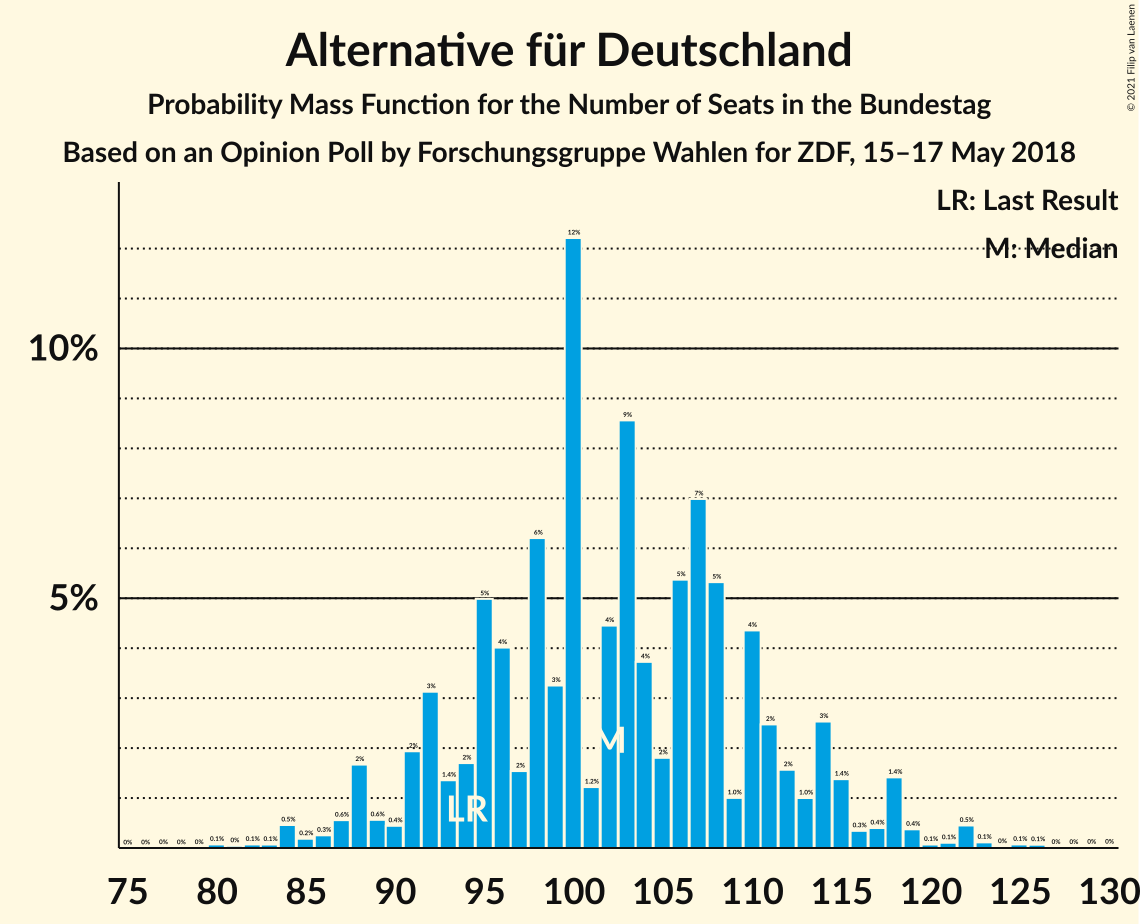 Alternative für Deutschland
Probability Mass Function for the Number of Seats in the Bundestag
Based on an Opinion Poll by Forschungsgruppe Wahlen for ZDF, 15–17 May 2018
© 2021 Filip van Laenen
LR: Last Result
M: Median
10%
5%
0% 0% 0% 0% 0% 0.1% 0% 0.1% 0.1% 0.5% 0.2% 0.3% 0.6% 2% 0.6% 0.4% 2% 3% 1.4% 2% 5% 4% 2% 6% 3% 12% 1.2% 4% 9% 4% 2% 5% 7% 5% 1.0% 4% 2% 2% 1.0% 3% 1.4% 0.3% 0.4% 1.4% 0.4% 0.1% 0.1% 0.5% 0.1% 0% 0.1% 0.1% 0% 0% 0% 0%
M
LR
75 80 85 90 95 100 105 110 115 120 125 130